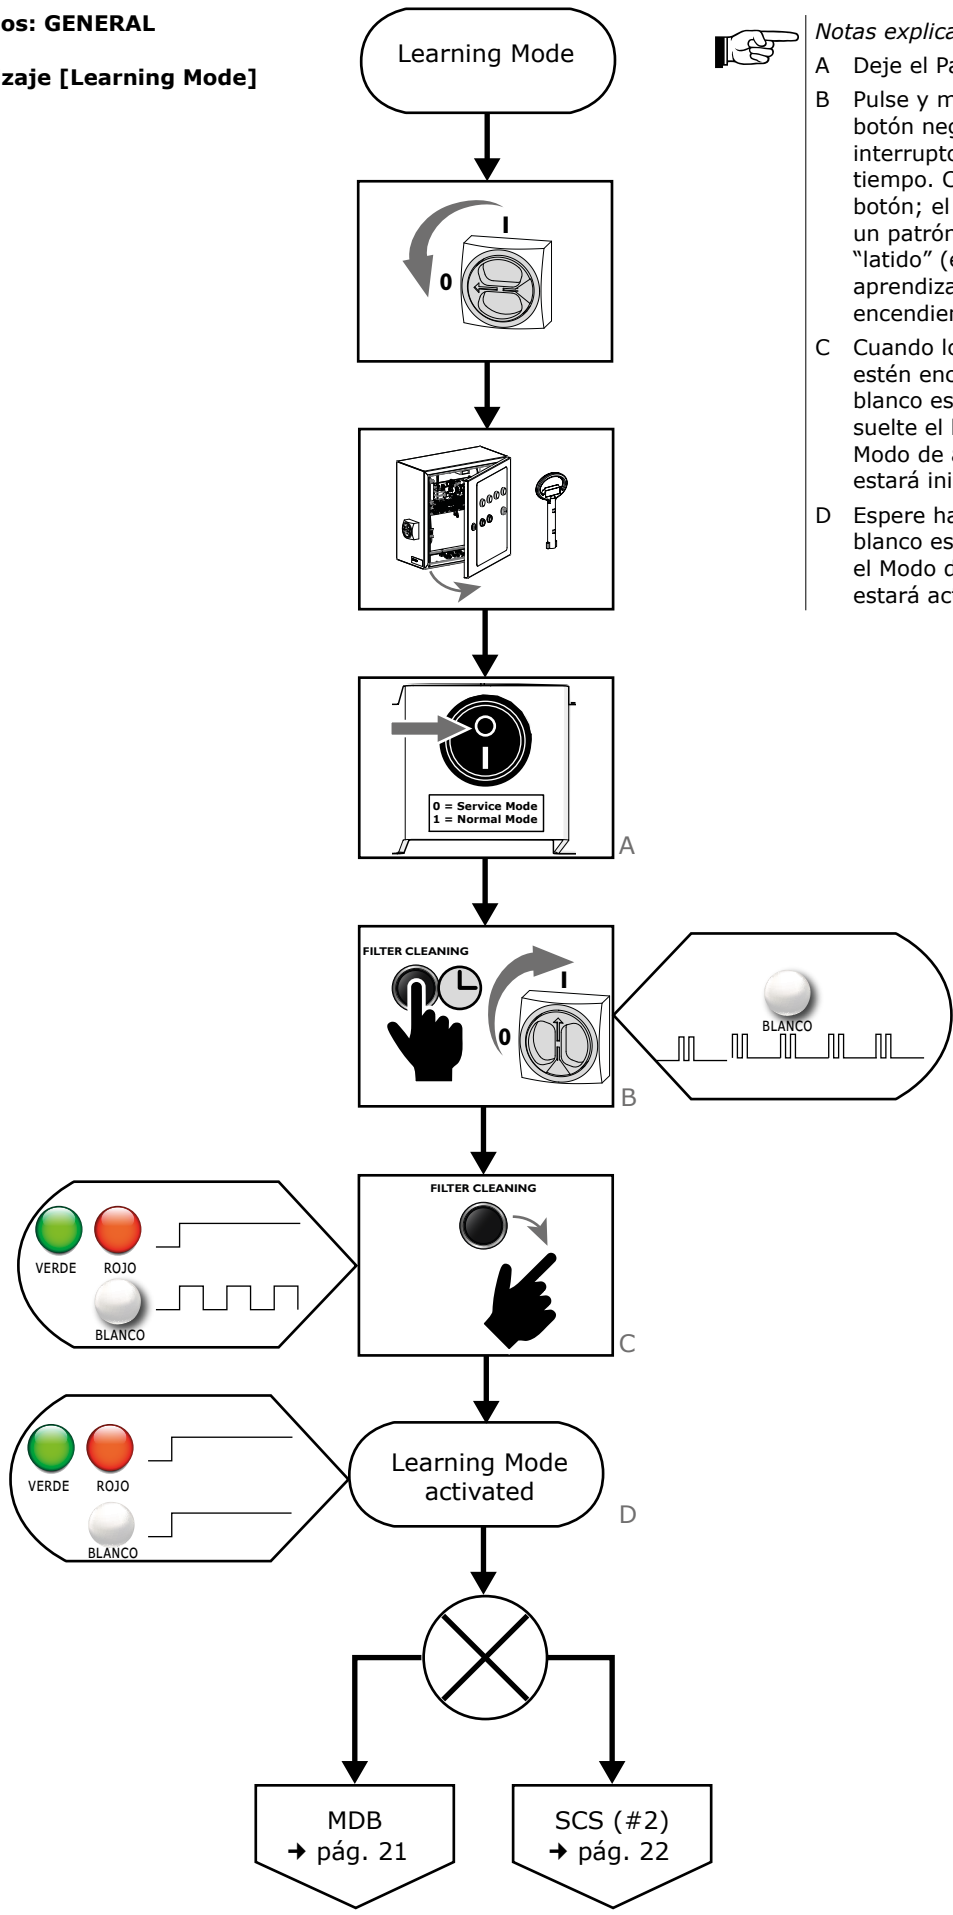 os: GENERAL
zaje [Learning Mode]
Learning Mode
Notas explica
A Deje el Pa
B Pulse y m
botón neg
interrupto
tiempo. C
botón; el
un patrón
“latido” (e
aprendiza
encendier
C Cuando lo
estén enc
blanco es
suelte el
Modo de a
estará ini
D Espere ha
blanco es
el Modo d
estará act
I
0
0 = Service Mode
1 = Normal Mode
A
FILTER CLEANING
I
0
B
BLANCO
FILTER CLEANING
C
VERDE ROJO
BLANCO
Learning Mode
activated
D
VERDE ROJO
BLANCO
MDB
➔ pág. 21
SCS (#2)
➔ pág. 22